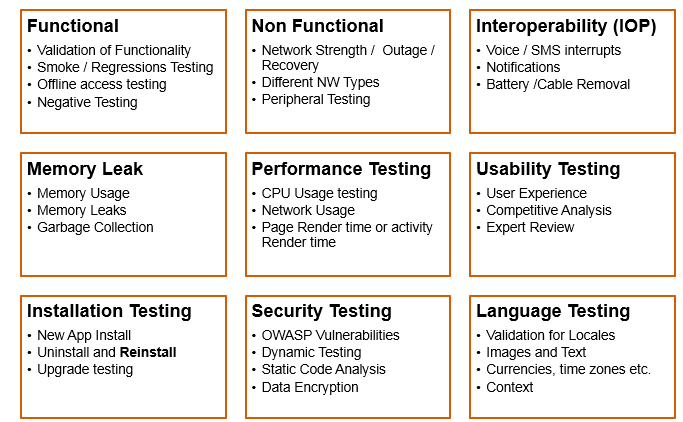 Functional
• Validation of Functionality
• Smoke / Regressions Testing
• Offline access testing
• Negative Testing
Non Functional
• Network Strength / Outage /
Recovery
• Different NW Types
• Peripheral Testing
Interoperability (IOP)
• Voice / SMS interrupts
• Notifications
• Battery /Cable Removal
Memory Leak
• Memory Usage
• Memory Leaks
• Garbage Collection
Performance Testing
• CPU Usage testing
• Network Usage
• Page Render time or activity
Render time
Usability Testing
• User Experience
• Competitive Analysis
• Expert Review
Installation Testing
• New App Install
• Uninstall and Reinstall
• Upgrade testing
Security Testing
• OWASP Vulnerabilities
• Dynamic Testing
• Static Code Analysis
• Data Encryption
Language Testing
• Validation for Locales
• Images and Text
• Currencies, time zones etc.
• Context